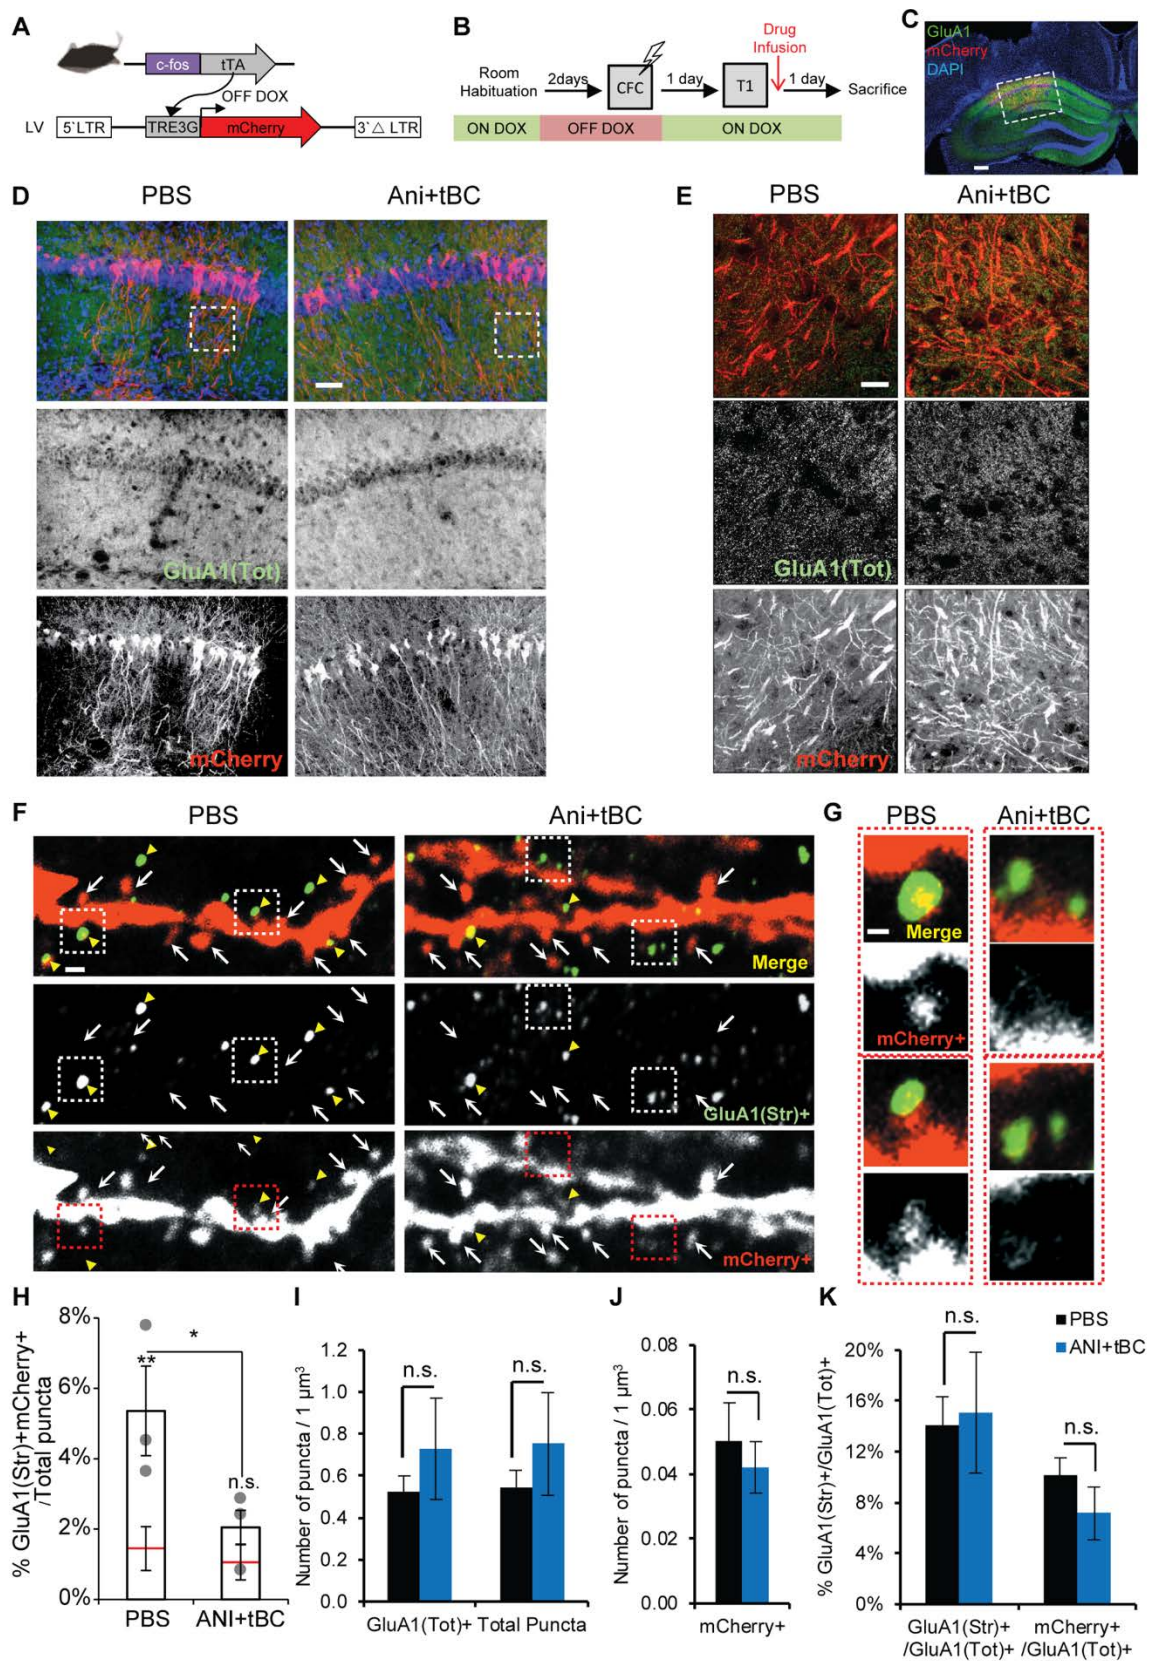 A
c-fos
tTA
OFF DOX
LV
5`LTR
TRE3G
mCherry
3`△ LTR
B
Drug
Infusion
Room
Habituation
2days
CFC
1 day
T1
1 day
Sacrifice
ON DOX
OFF DOX
ON DOX
C
GluA1
mCherry
DAPI
D
PBS
Ani+tBC
GluA1(Tot)
mCherry
E
PBS
Ani+tBC
GluA1(Tot)
mCherry
F
PBS
Ani+tBC
Merge
GluA1(Str)+
mCherry+
G
PBS
Ani+tBC
Merge
mCherry+
H
% GluA1(Str)+mCherry+
/Total puncta
8%
6%
4%
2%
0%
*
**
n.s.
PBS
ANI+tBC
I
Number of puncta / 1 µm³
1.2
1.0
0.8
0.6
0.4
0.2
0.0
n.s.
n.s.
GluA1(Tot)+
Total Puncta
J
Number of puncta / 1 µm³
0.08
0.06
0.04
0.02
0.00
n.s.
mCherry+
K
% GluA1(Str)+/GluA1(Tot)+
20%
16%
12%
8%
4%
0%
n.s.
n.s.
PBS
ANI+tBC
GluA1(Str)+
/GluA1(Tot)+
mCherry+
/GluA1(Tot)+